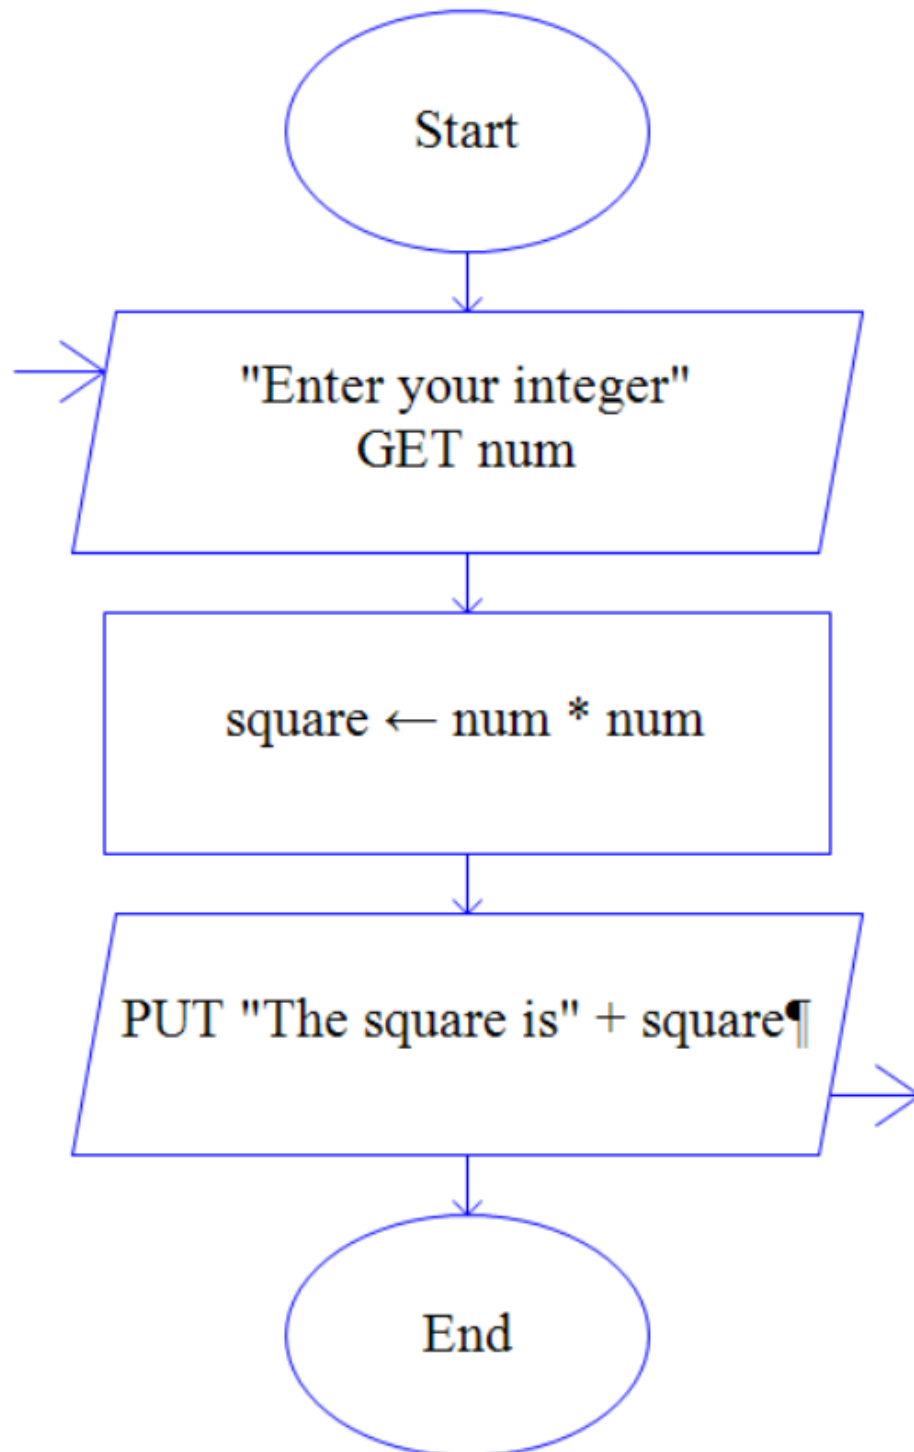 Start
"Enter your integer"
GET num
square ← num * num
PUT "The square is" + square¶
End